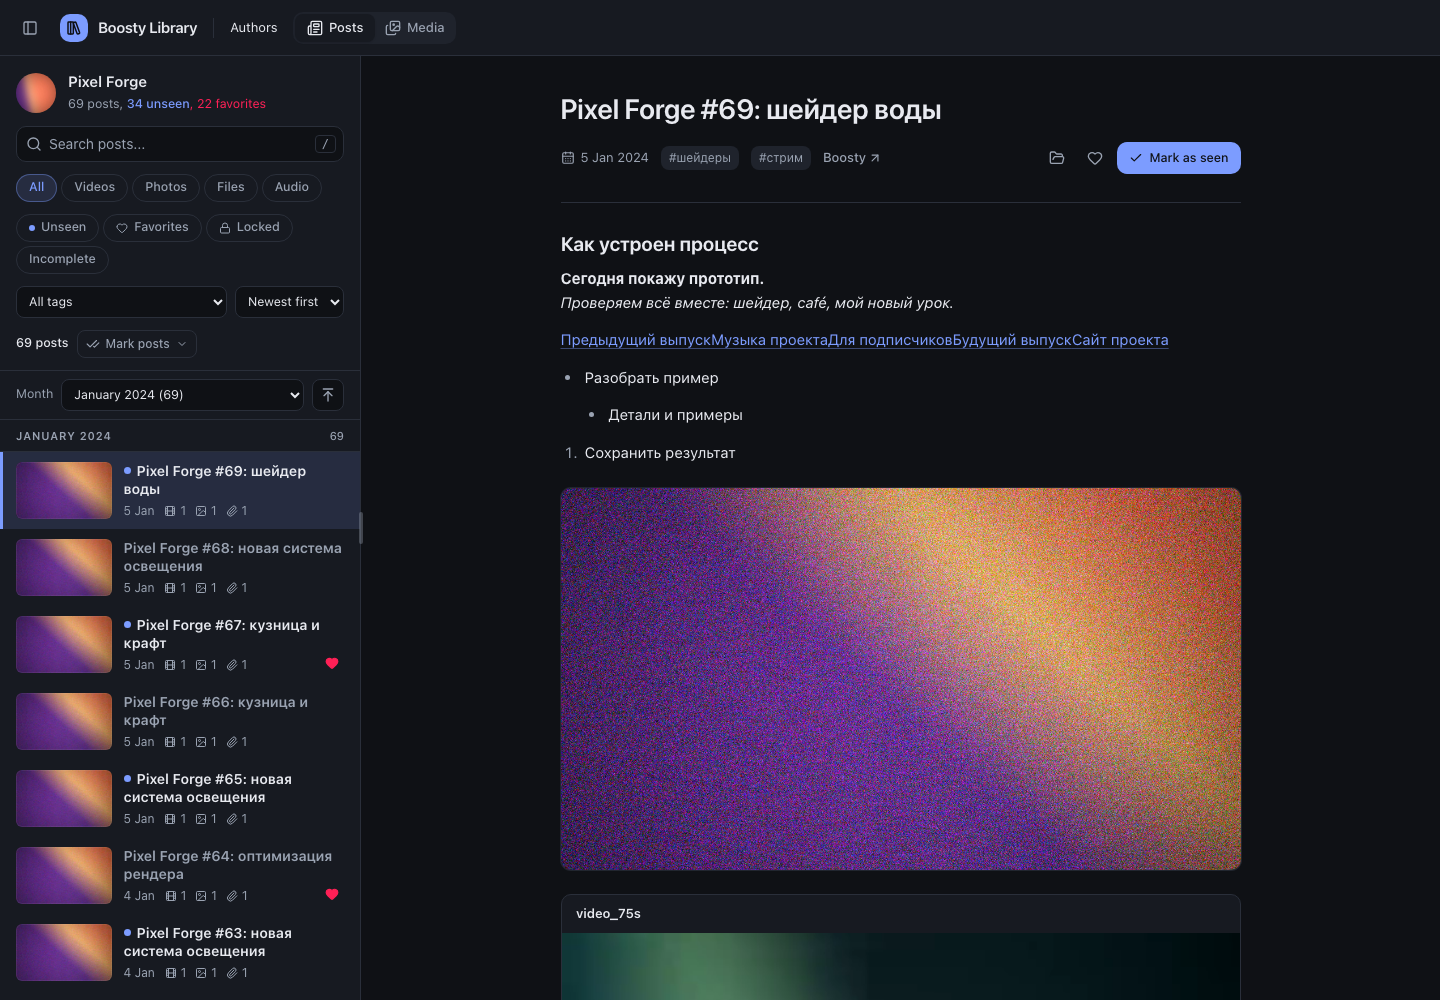 Boosty Library
Authors
Posts
Media
Pixel Forge
69 posts, 34 unseen, 22 favorites
Search posts...
/
All
Videos
Photos
Files
Audio
Unseen
Favorites
Locked
Incomplete
All tags
Newest first
69 posts
Mark posts
Month
January 2024 (69)
JANUARY 2024
69
Pixel Forge #69: шейдер
воды
5 Jan 1 1 1
Pixel Forge #68: новая система
освещения
5 Jan 1 1 1
Pixel Forge #67: кузница и
крафт
5 Jan 1 1 1
Pixel Forge #66: кузница и
крафт
5 Jan 1 1 1
Pixel Forge #65: новая
система освещения
5 Jan 1 1 1
Pixel Forge #64: оптимизация
рендера
4 Jan 1 1 1
Pixel Forge #63: новая
система освещения
4 Jan 1 1 1
Pixel Forge #69: шейдер воды
5 Jan 2024
#шейдеры
#стрим
Boosty
Mark as seen
Как устроен процесс
Сегодня покажу прототип.
Проверяем всё вместе: шейдер, café, мой новый урок.
Предыдущий выпускМузыка проектаДля подписчиковБудущий выпускСайт проекта
Разобрать пример
Детали и примеры
1. Сохранить результат
video_75s